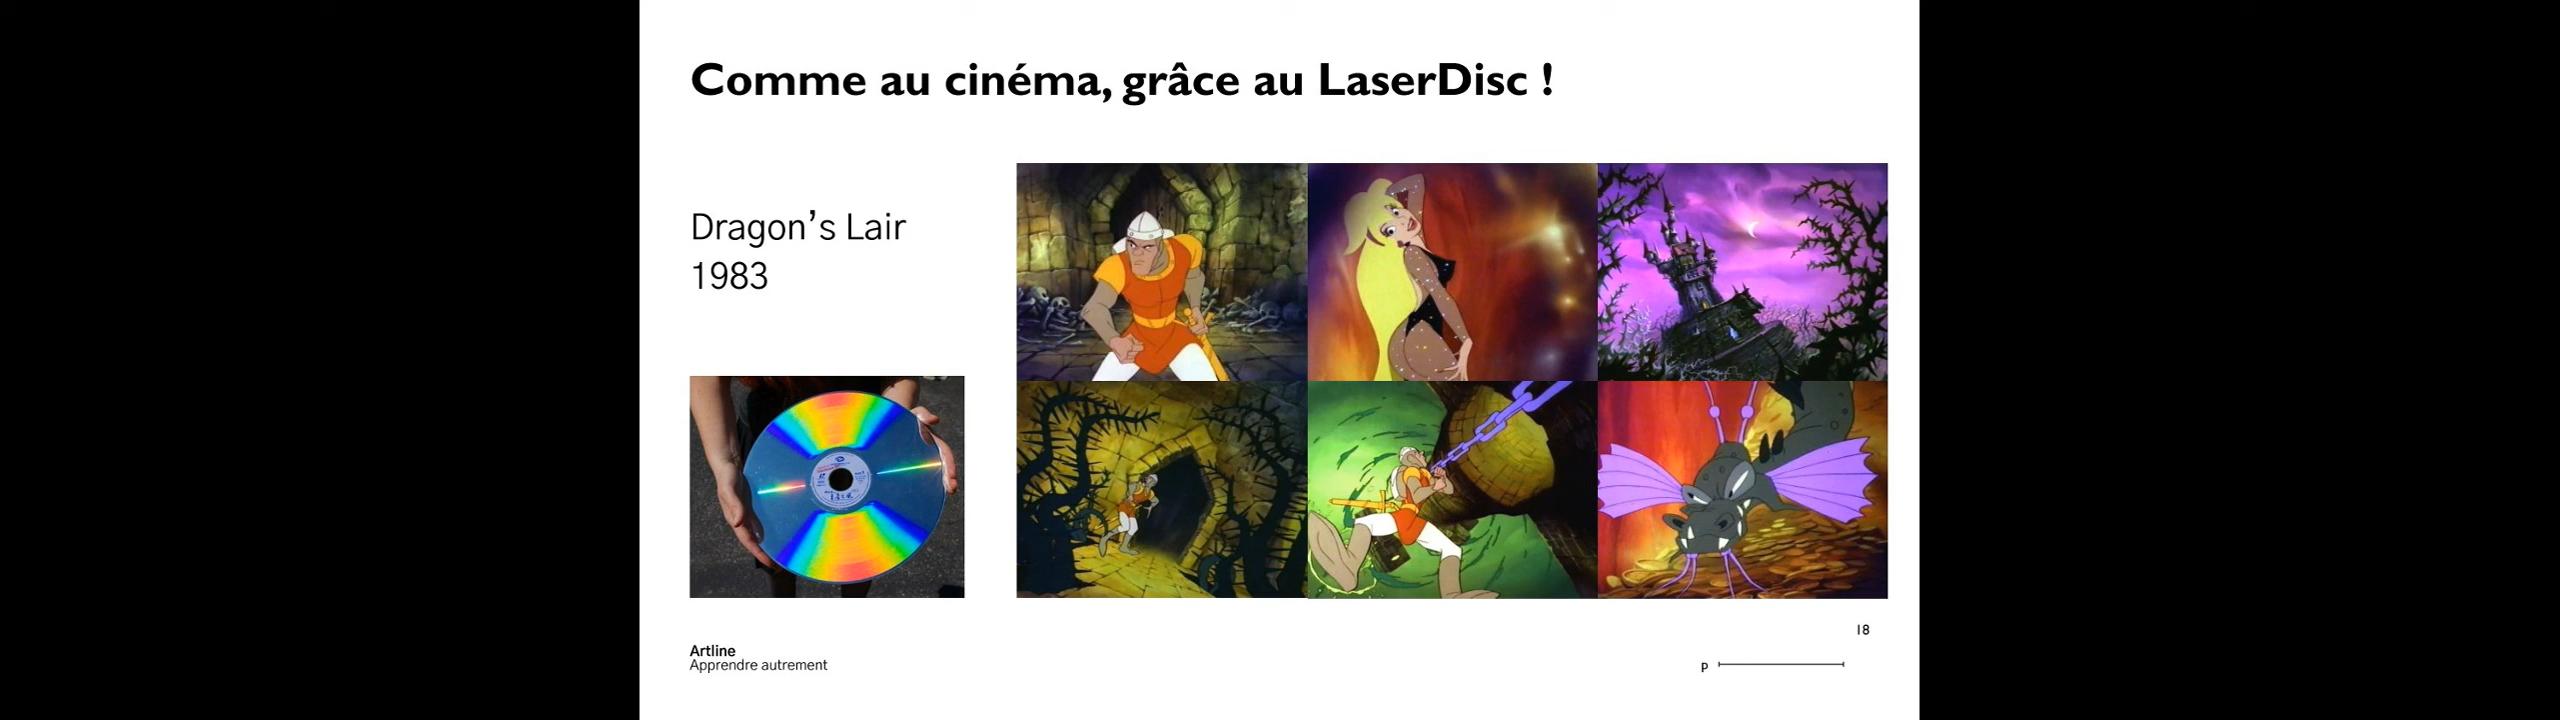 Comme au cinéma, grâce au LaserDisc !
Dragon’s Lair
1983
18
Artline
Apprendre autrement
P